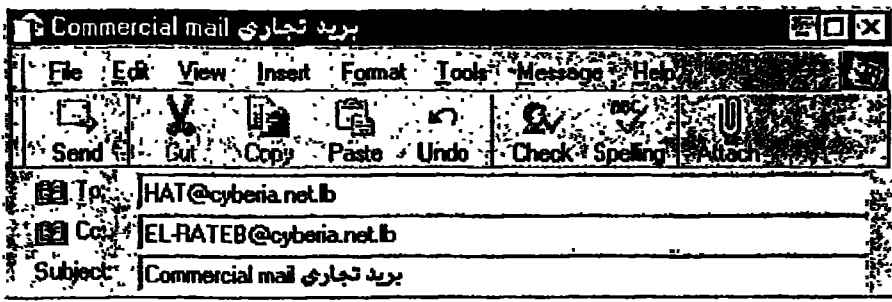 Commercial mail بريد تجاري
File Edit View Insert Format Tools Message Help
Send Cut Copy Paste Undo Check Spelling Attach
To: HAT@cyberia.net.lb
Cc: EL-RATEB@cyberia.net.lb
Subject: Commercial mail بريد تجاري